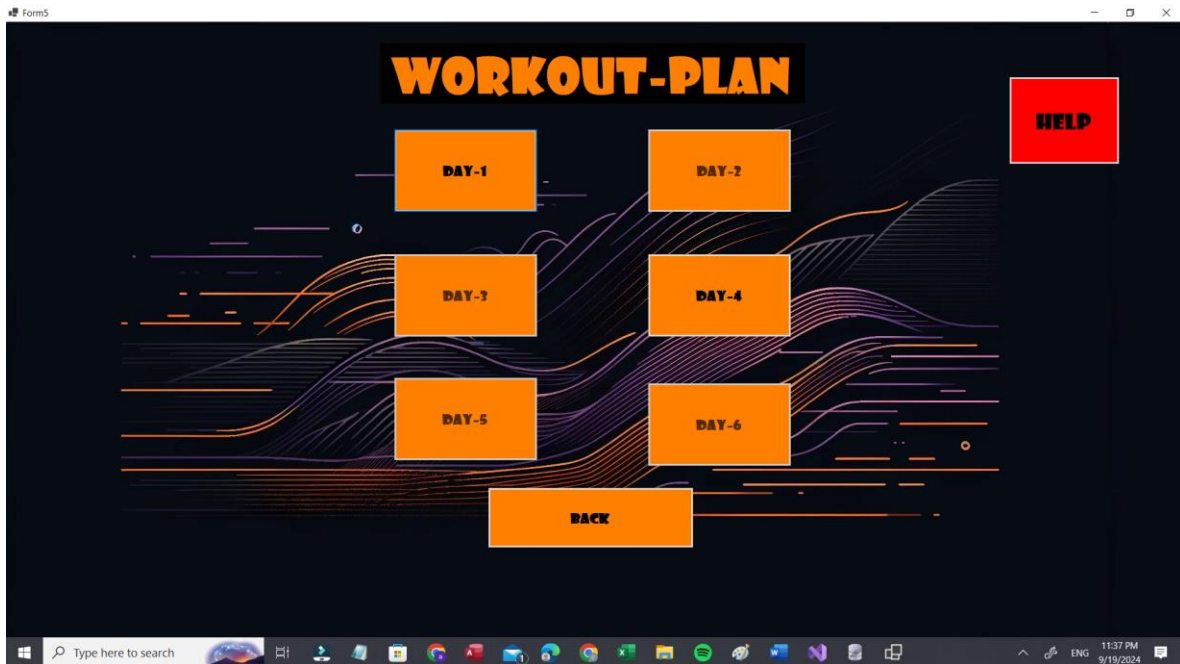 Form5
WORKOUT-PLAN
HELP
DAY-1 DAY-2
DAY-3 DAY-4
DAY-5 DAY-6
BACK
Type here to search
ENG
11:37 PM
9/19/2024